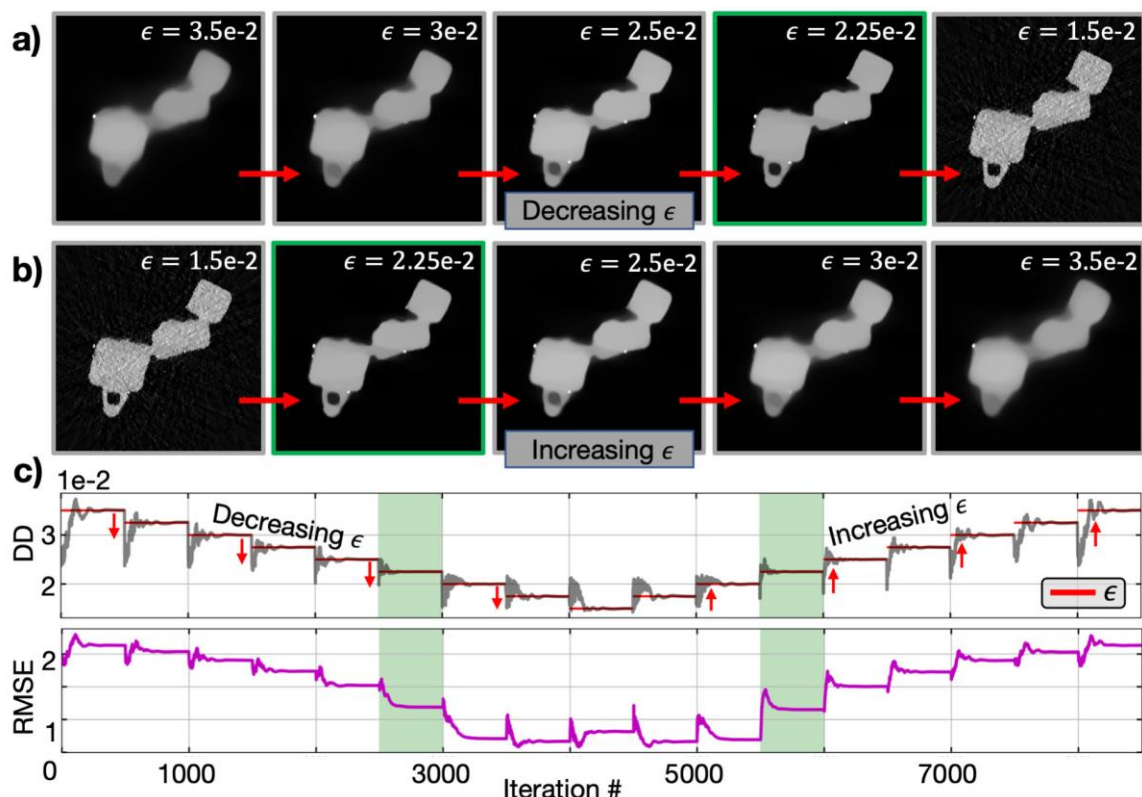 a)
ϵ = 3.5e-2
ϵ = 3e-2
ϵ = 2.5e-2
ϵ = 2.25e-2
ϵ = 1.5e-2
Decreasing ϵ
b)
ϵ = 1.5e-2
ϵ = 2.25e-2
ϵ = 2.5e-2
ϵ = 3e-2
ϵ = 3.5e-2
Increasing ϵ
c)
1e-2
DD
3
2
Decreasing ϵ
Increasing ϵ
ϵ
RMSE
2
1
0 1000 3000 5000 7000
Iteration #